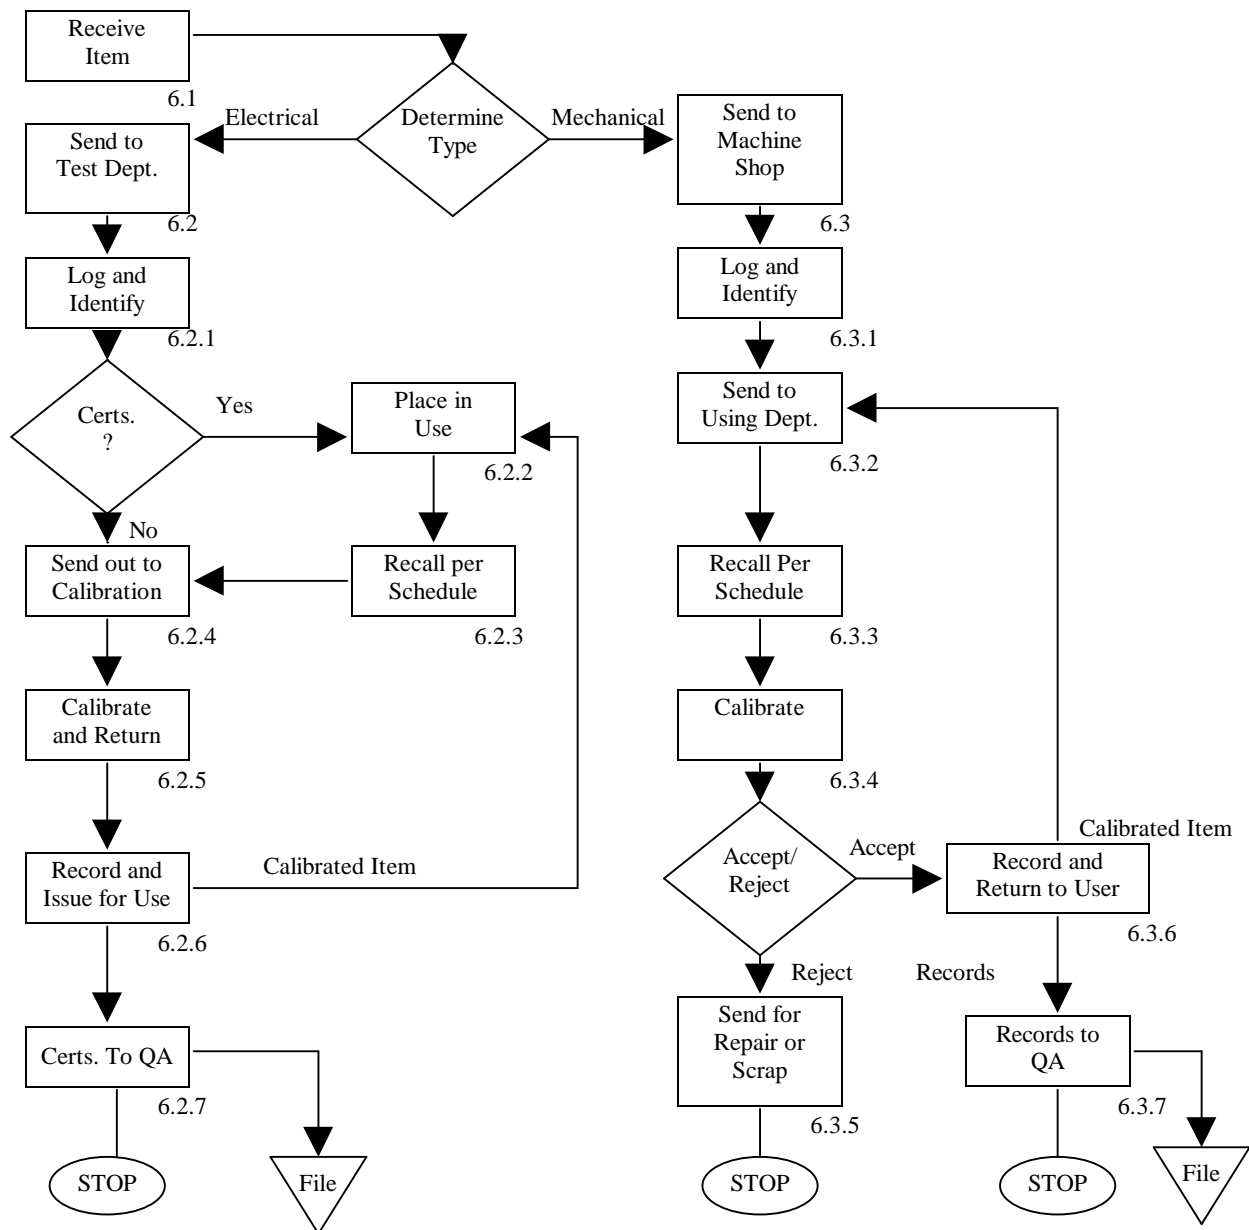 Receive
Item
6.1
Electrical
Determine
Type
Mechanical
Send to
Test Dept.
6.2
Send to
Machine
Shop
6.3
Log and
Identify
6.2.1
Log and
Identify
6.3.1
Certs.
?
Yes
No
Place in
Use
6.2.2
Send to
Using Dept.
6.3.2
Send out to
Calibration
6.2.4
Recall per
Schedule
6.2.3
Recall Per
Schedule
6.3.3
Calibrate
and Return
6.2.5
Calibrate
6.3.4
Record and
Issue for Use
6.2.6
Calibrated Item
Accept/
Reject
Accept
Reject
Calibrated Item
Record and
Return to User
6.3.6
Records
Certs. To QA
6.2.7
Send for
Repair or
Scrap
6.3.5
Records to
QA
6.3.7
STOP
File
STOP
STOP
File